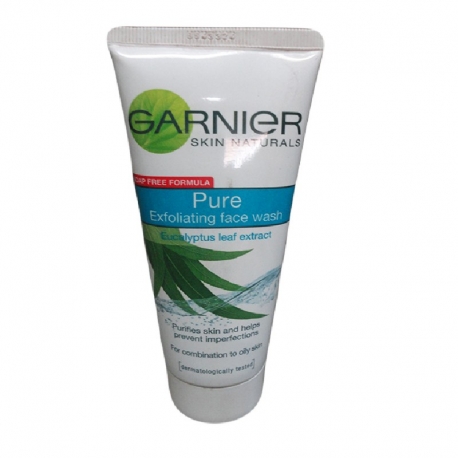 GARNIER
SKIN NATURALS
FREE FORMULA
Pure
Exfoliating face wash
Eucalyptus leaf extract
Purifies skin and helps
prevent imperfections
For combination to oily skin
[dermatologically tested]